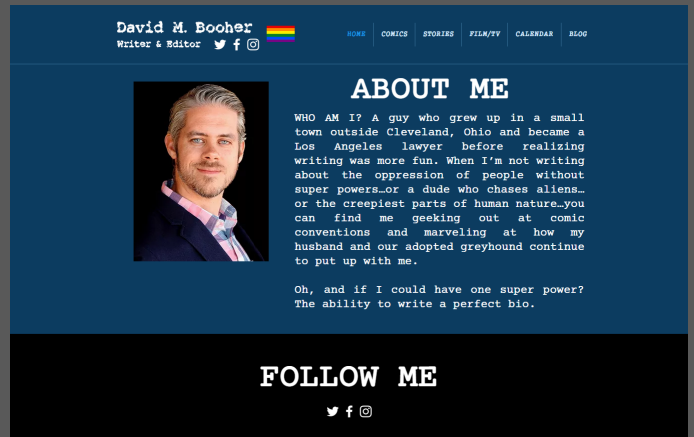 David M. Booher
Writer & Editor
HOME
COMICS
STORIES
FILM/TV
CALENDAR
BLOG
ABOUT ME
WHO AM I? A guy who grew up in a small
town outside Cleveland, Ohio and became a
Los Angeles lawyer before realizing
writing was more fun. When I’m not writing
about the oppression of people without
super powers…or a dude who chases aliens…
or the creepiest parts of human nature…you
can find me geeking out at comic
conventions and marveling at how my
husband and our adopted greyhound continue
to put up with me.
Oh, and if I could have one super power?
The ability to write a perfect bio.
FOLLOW ME